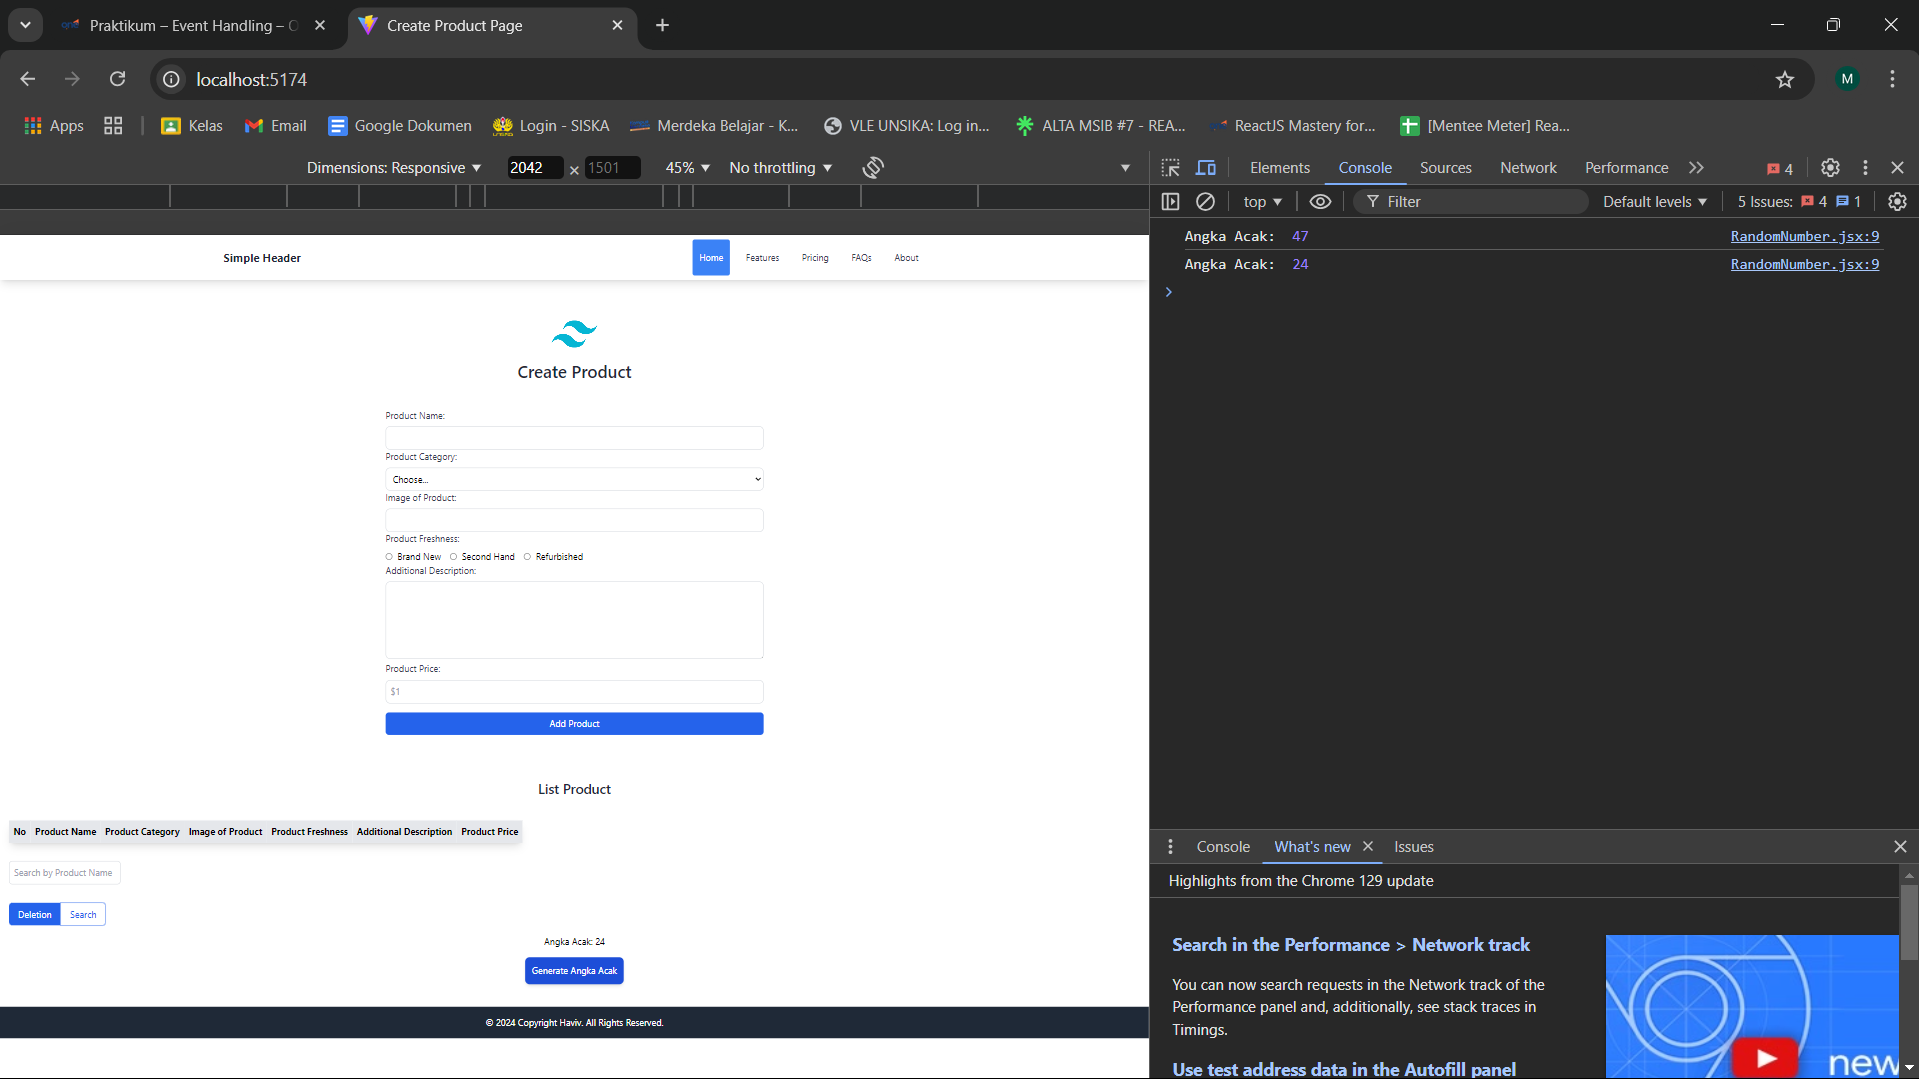 Praktikum – Event Handling –
Create Product Page
localhost:5174
M
Apps
Kelas
Email
Google Dokumen
Login - SISKA
Merdeka Belajar - K...
VLE UNSIKA: Log in...
ALTA MSIB #7 - REA...
ReactJS Mastery for...
[Mentee Meter] Rea...
Dimensions: Responsive
2042
×
1501
45%
No throttling
Elements
Console
Sources
Network
Performance
4
top
Filter
Default levels
5 Issues:
4
1
Angka Acak: 47
RandomNumber.jsx:9
Angka Acak: 24
RandomNumber.jsx:9
Simple Header
Home
Features
Pricing
FAQs
About
Create Product
Product Name:
Product Category:
Choose...
Image of Product:
Product Freshness:
Brand New
Second Hand
Refurbished
Additional Description:
Product Price:
$1
Add Product
List Product
No
Product Name
Product Category
Image of Product
Product Freshness
Additional Description
Product Price
Search by Product Name
Deletion
Search
Angka Acak: 24
Generate Angka Acak
© 2024 Copyright Haviv. All Rights Reserved.
Console
What's new
Issues
Highlights from the Chrome 129 update
Search in the Performance > Network track
You can now search requests in the Network track of the
Performance panel and, additionally, see stack traces in
Timings.
Use test address data in the Autofill panel
new